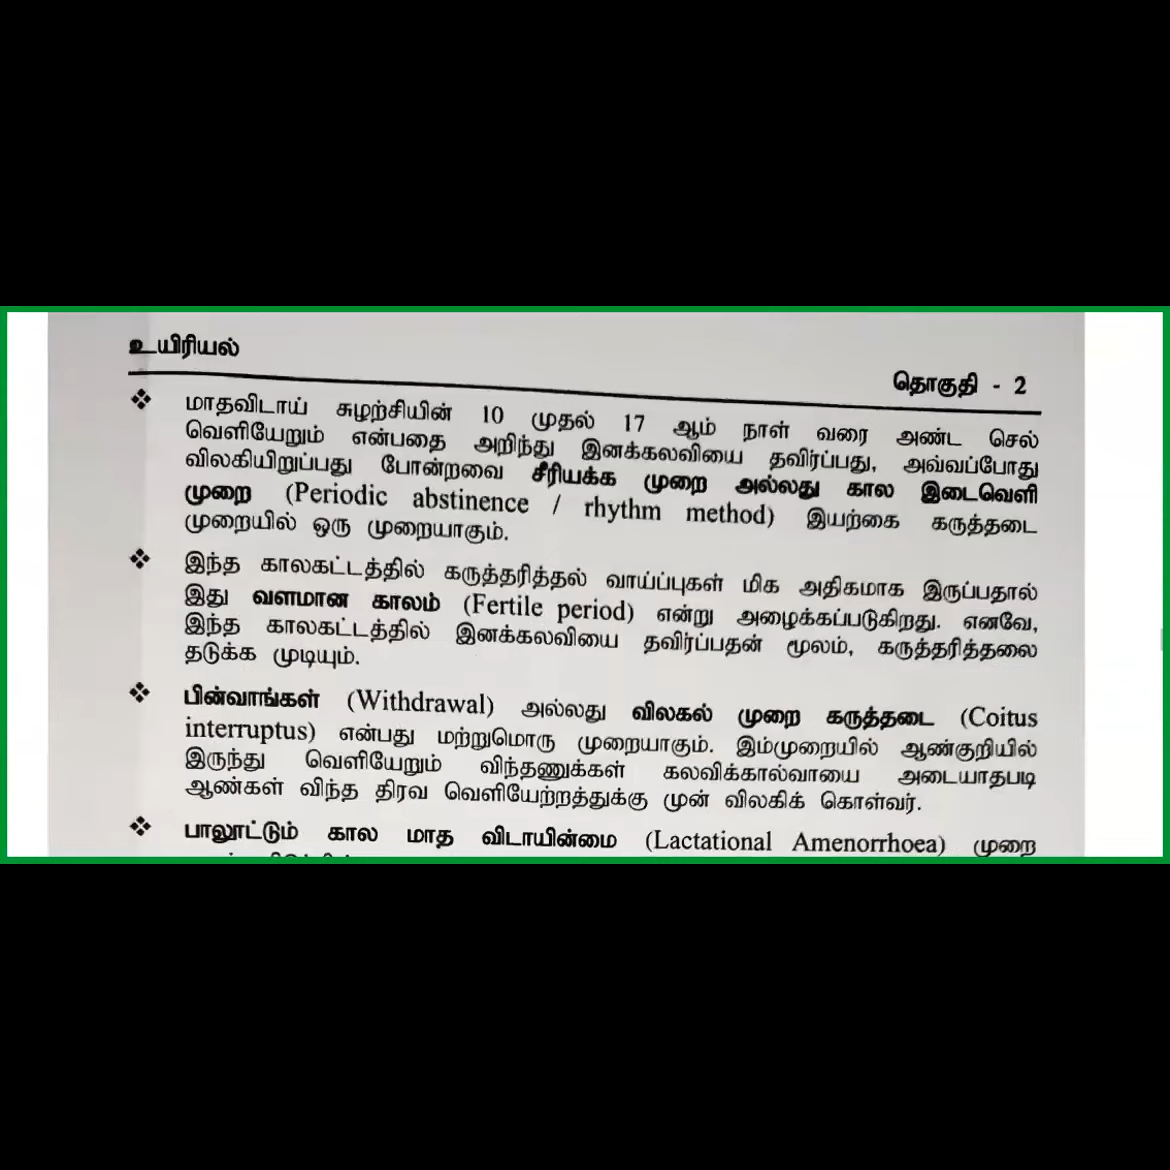 உயிரியல்
தொகுதி - 2
❖ மாதவிடாய் சுழற்சியின் 10 முதல் 17 ஆம் நாள் வரை அண்ட செல்
வெளியேறும் என்பதை அறிந்து இனக்கலவியை தவிர்ப்பது, அவ்வப்போது
விலகியிறுப்பது போன்றவை சீரியக்க முறை அல்லது கால இடைவெளி
முறை (Periodic abstinence / rhythm method) இயற்கை கருத்தடை
முறையில் ஒரு முறையாகும்.
❖ இந்த காலகட்டத்தில் கருத்தரித்தல் வாய்ப்புகள் மிக அதிகமாக இருப்பதால்
இது வளமான காலம் (Fertile period) என்று அழைக்கப்படுகிறது. எனவே,
இந்த காலகட்டத்தில் இனக்கலவியை தவிர்ப்பதன் மூலம், கருத்தரித்தலை
தடுக்க முடியும்.
❖ பின்வாங்கள் (Withdrawal) அல்லது விலகல் முறை கருத்தடை (Coitus
interruptus) என்பது மற்றுமொரு முறையாகும். இம்முறையில் ஆண்குறியில்
இருந்து வெளியேறும் விந்தணுக்கள் கலவிக்கால்வாயை அடையாதபடி
ஆண்கள் விந்த திரவ வெளியேற்றத்துக்கு முன் விலகிக் கொள்வர்.
❖ பாலூட்டும் கால மாத விடாயின்மை (Lactational Amenorrhoea) முறை